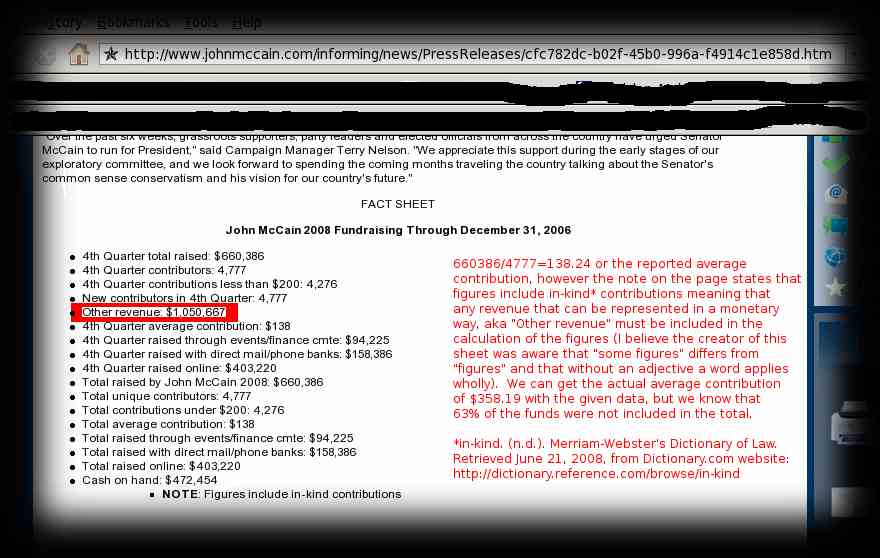 Bookmarks Tools Help
http://www.johnmccain.com/informing/news/PressReleases/cfc782dc-b02f-45b0-996a-f4914c1e858d.htm
"Over the past six weeks, grassroots supporters, party leaders and elected officials from across the country have urged Senator
McCain to run for President," said Campaign Manager Terry Nelson. "We appreciate this support during the early stages of our
exploratory committee, and we look forward to spending the coming months traveling the country talking about the Senator's
common sense conservatism and his vision for our country's future."
FACT SHEET
John McCain 2008 Fundraising Through December 31, 2006
• 4th Quarter total raised: $660,386
• 4th Quarter contributors: 4,777
• 4th Quarter contributions less than $200: 4,276
• New contributors in 4th Quarter: 4,777
• Other revenue: $1,050,667
• 4th Quarter average contribution: $138
• 4th Quarter raised through events/finance cmte: $94,225
• 4th Quarter raised with direct mail/phone banks: $158,386
• 4th Quarter raised online: $403,220
• Total raised by John McCain 2008: $660,386
• Total unique contributors: 4,777
• Total contributions under $200: 4,276
• Total average contribution: $138
• Total raised through events/finance cmte: $94,225
• Total raised with direct mail/phone banks: $158,386
• Total raised online: $403,220
• Cash on hand: $472,454
• NOTE: Figures include in-kind contributions
660386/4777=138.24 or the reported average
contribution, however the note on the page states that
figures include in-kind* contributions meaning that
any revenue that can be represented in a monetary
way, aka "Other revenue" must be included in the
calculation of the figures (I believe the creator of this
sheet was aware that "some figures" differs from
"figures" and that without an adjective a word applies
wholly). We can get the actual average contribution
of $358.19 with the given data, but we know that
63% of the funds were not included in the total.
*in-kind. (n.d.). Merriam-Webster's Dictionary of Law.
Retrieved June 21, 2008, from Dictionary.com website:
http://dictionary.reference.com/browse/in-kind